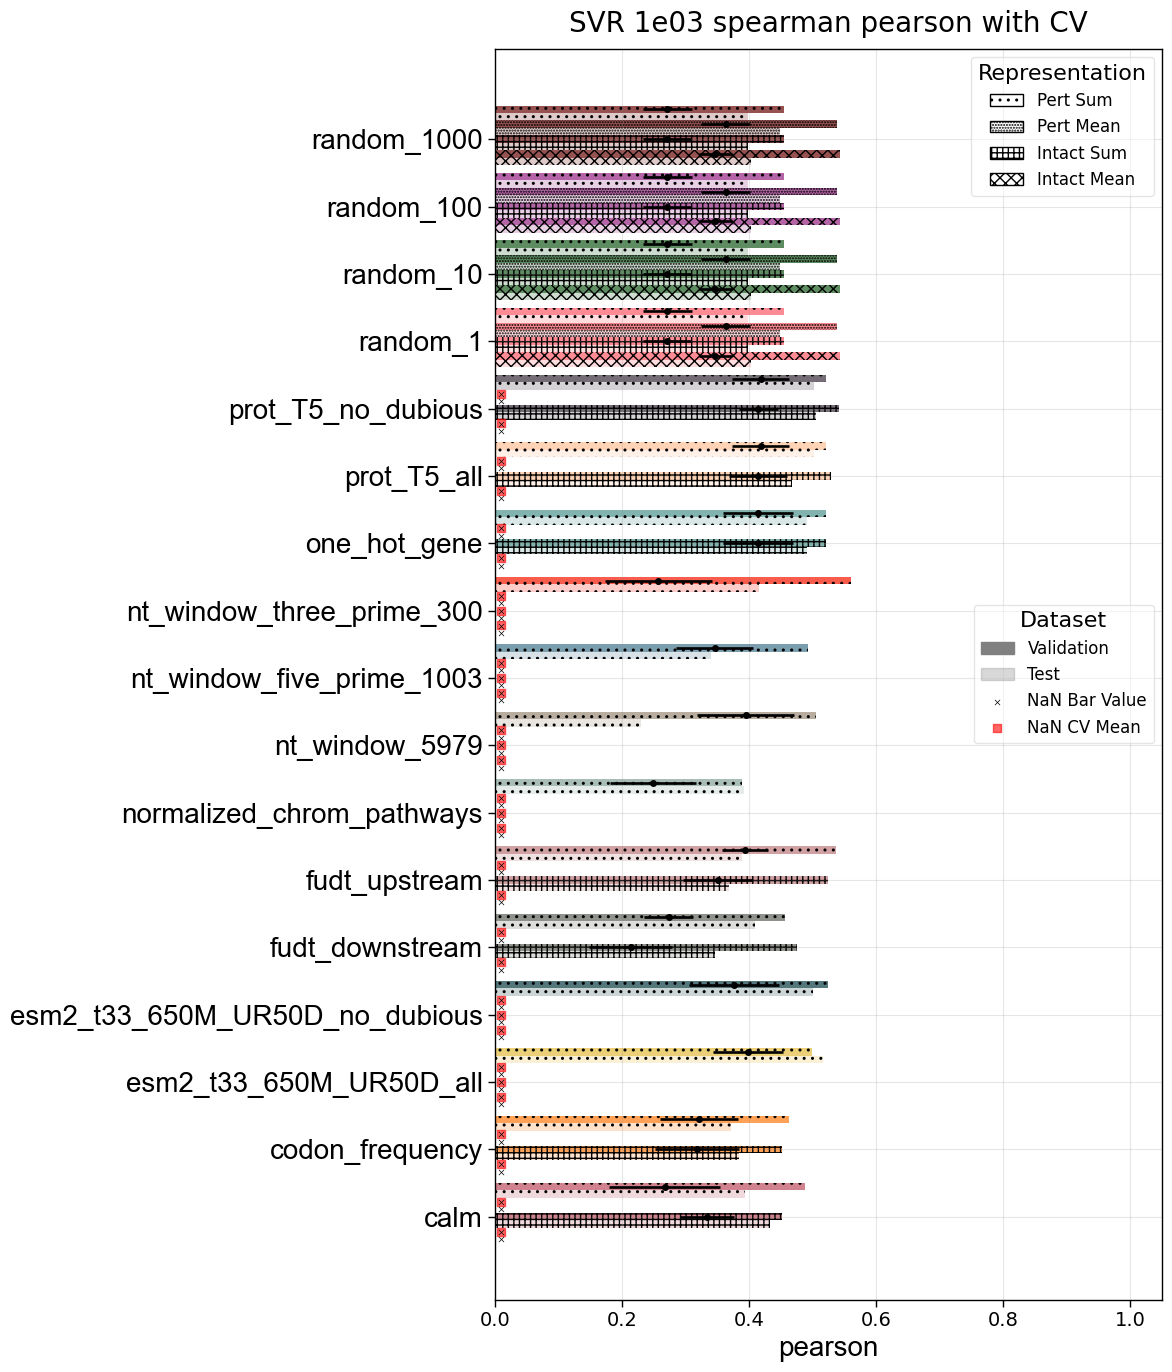 SVR 1e03 spearman pearson with CV
Representation
Pert Sum
Pert Mean
Intact Sum
Intact Mean
random_1000
random_100
random_10
random_1
prot_T5_no_dubious
prot_T5_all
one_hot_gene
nt_window_three_prime_300
nt_window_five_prime_1003
nt_window_5979
normalized_chrom_pathways
fudt_upstream
fudt_downstream
esm2_t33_650M_UR50D_no_dubious
esm2_t33_650M_UR50D_all
codon_frequency
calm
Dataset
Validation
Test
NaN Bar Value
NaN CV Mean
0.0 0.2 0.4 0.6 0.8 1.0
pearson